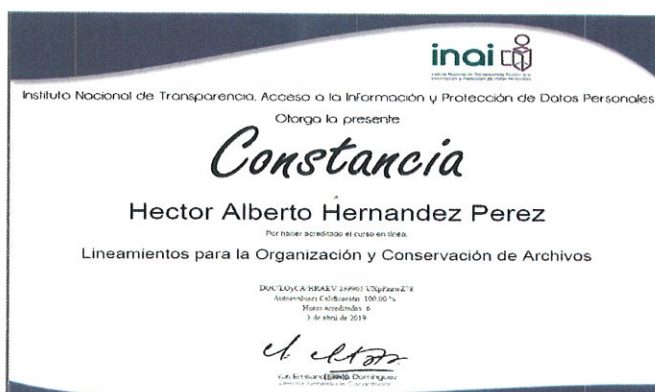 inai
Instituto Nacional de Transparencia, Acceso a la Información y Protección de Datos Personales
Otorga la presente
Constancia
Hector Alberto Hernandez Perez
Por haber acreditado el curso en línea:
Lineamientos para la Organización y Conservación de Archivos
Calificación: 100.00 %
Horas acreditadas: 6
3 de abril de 2019
Domínguez